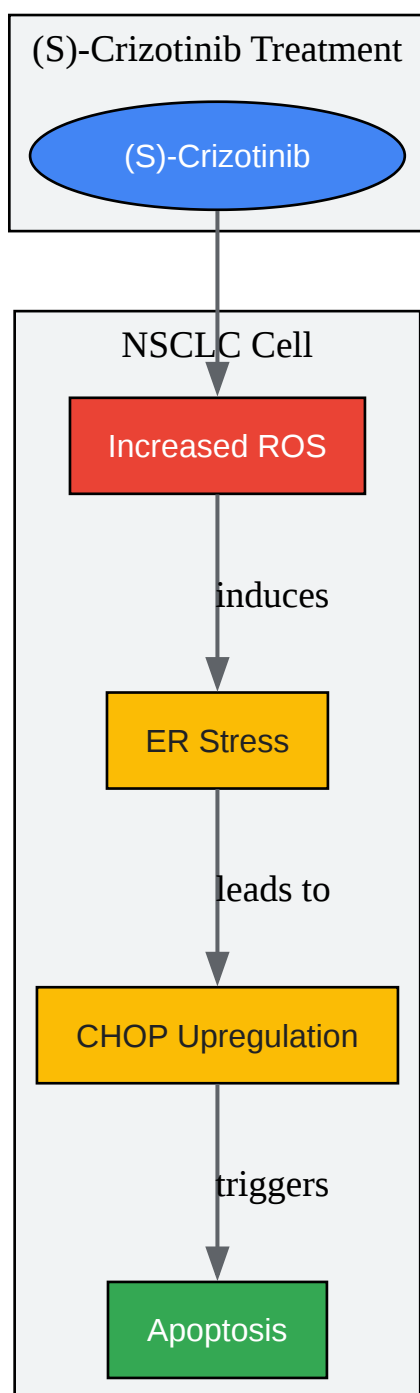 (S)-Crizotinib Treatment
(S)-Crizotinib
NSCLC Cell
Increased ROS
induces
ER Stress
leads to
CHOP Upregulation
triggers
Apoptosis